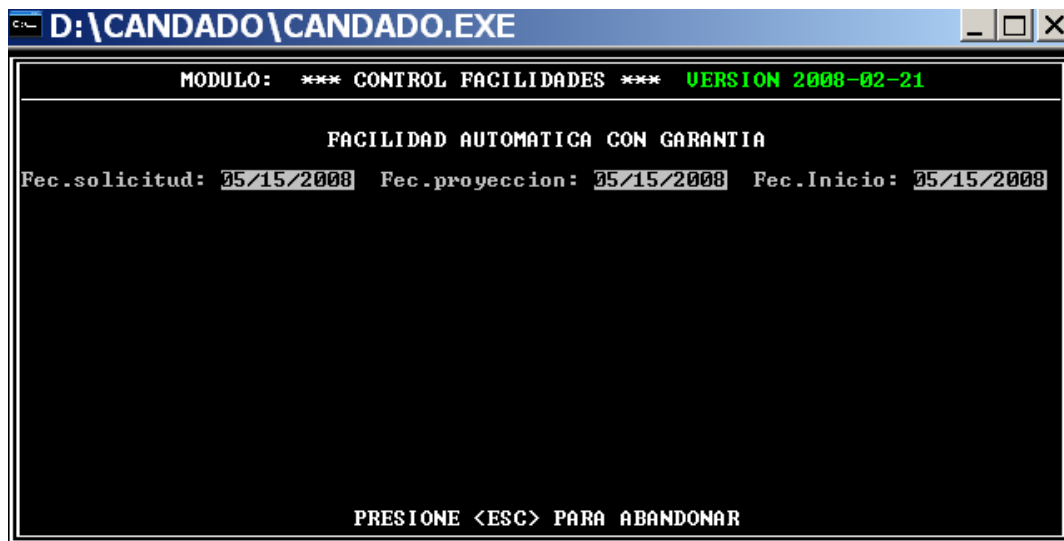 D:\CANDADO\CANDADO.EXE
MODULO: *** CONTROL FACILIDADES *** VERSION 2008-02-21
FACILIDAD AUTOMATICA CON GARANTIA
Fec.solicitud: 05/15/2008 Fec.proyeccion: 05/15/2008 Fec.Inicio: 05/15/2008
PRESIONE <ESC> PARA ABANDONAR